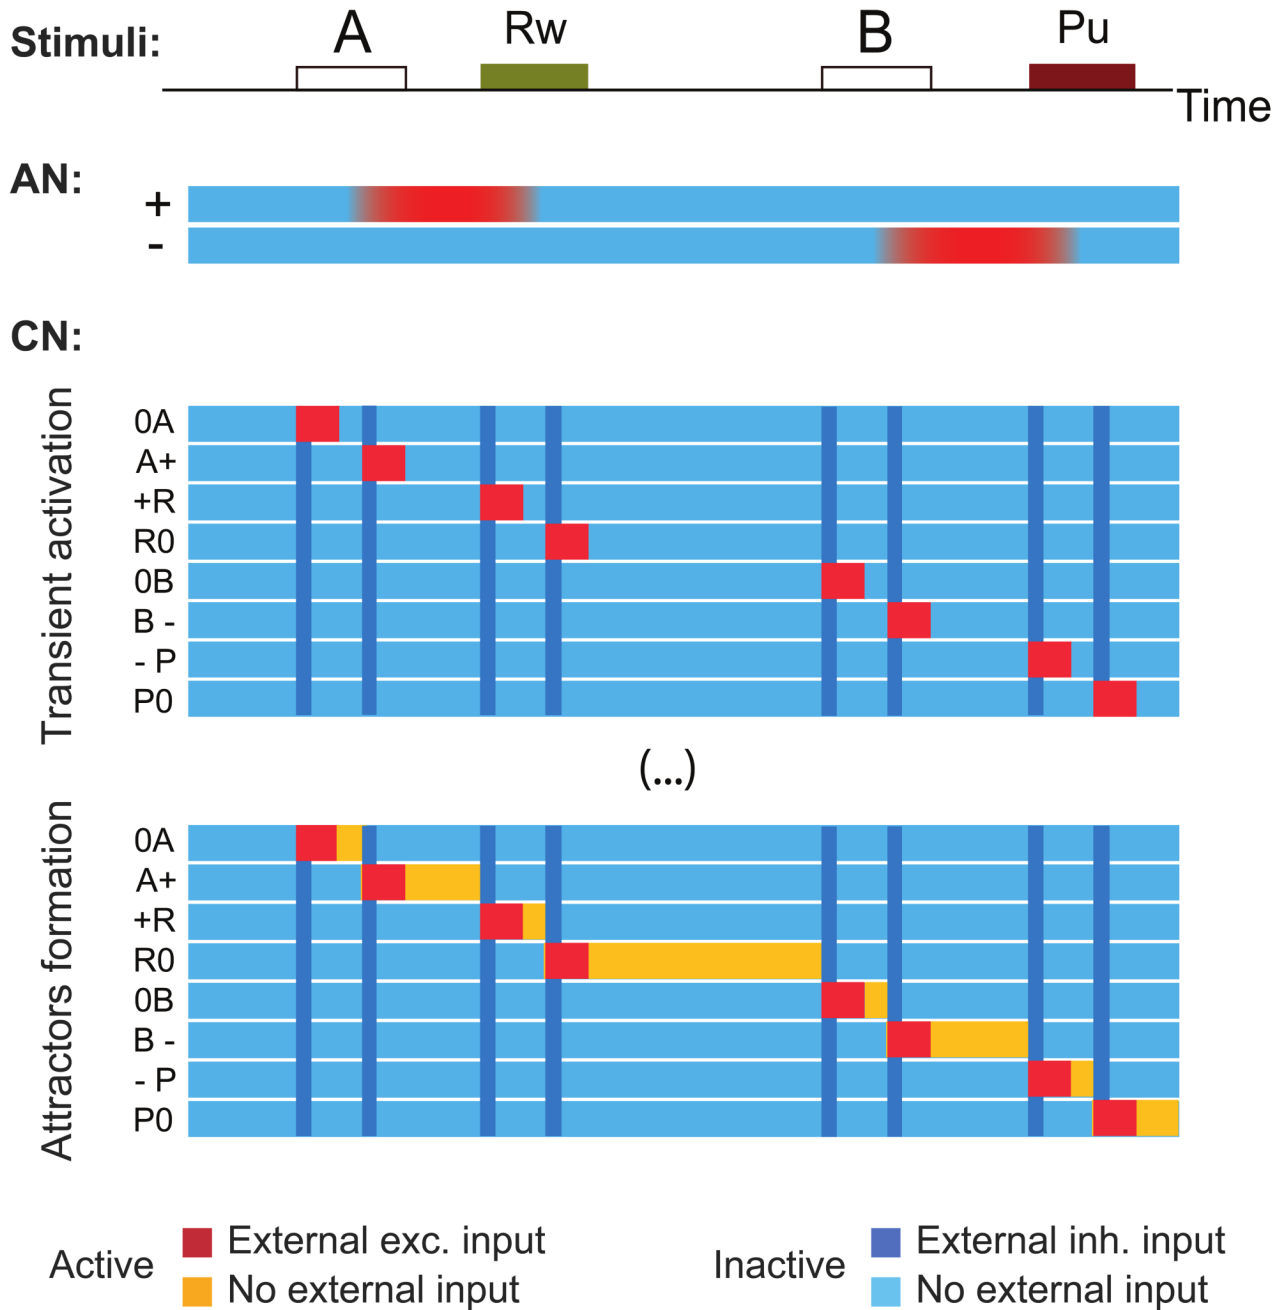 Stimuli:
A
Rw
B
Pu
Time
AN:
+
-
CN:
Transient activation
0A
A+
+R
R0
0B
B -
- P
P0
(...)
Attractors formation
0A
A+
+R
R0
0B
B -
- P
P0
Active
External exc. input
No external input
Inactive
External inh. input
No external input